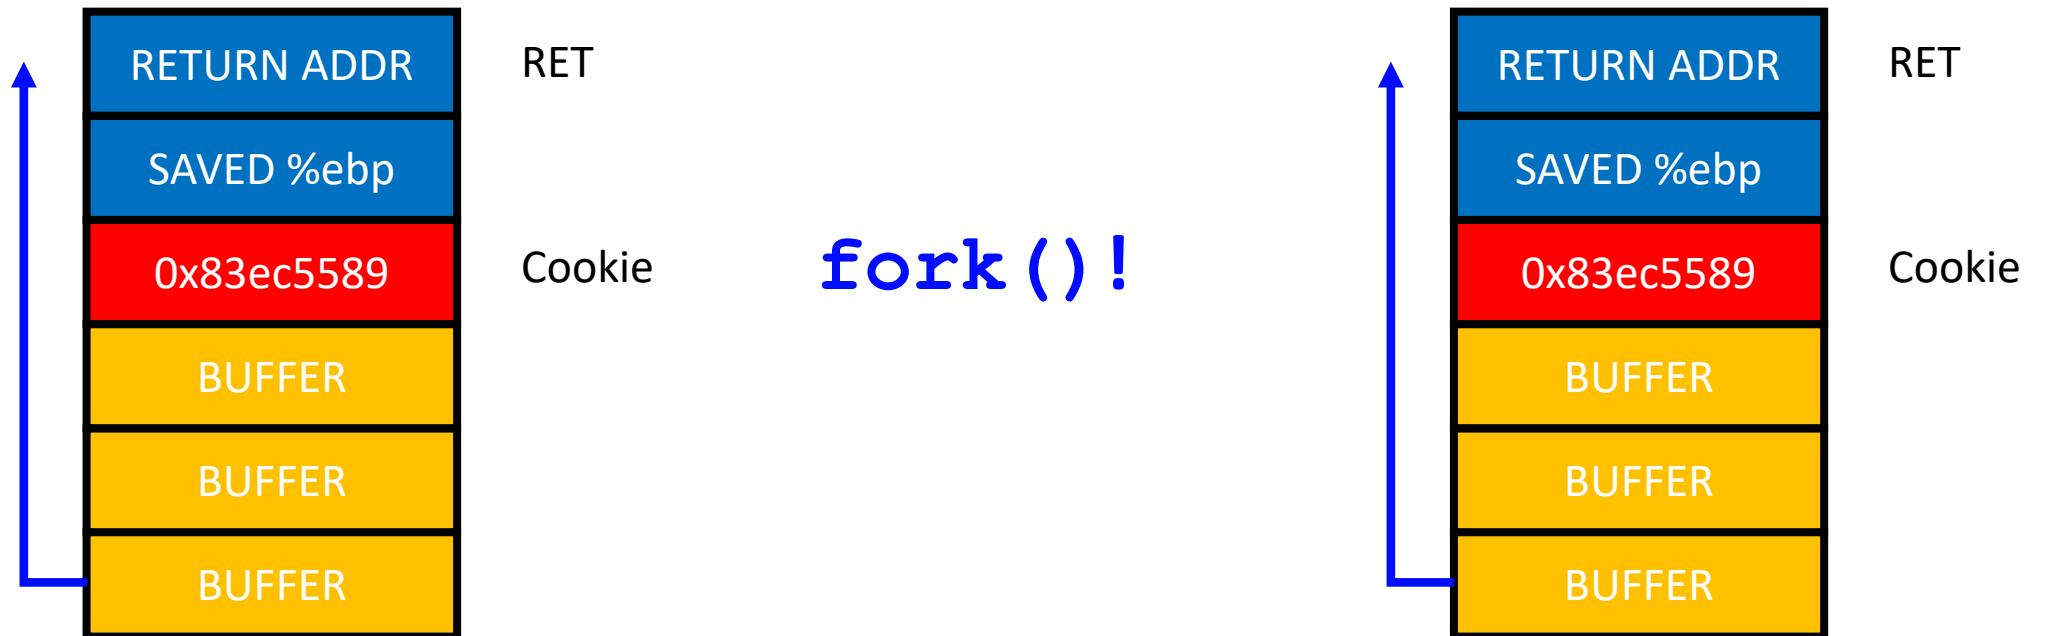 RETURN ADDR
RET
SAVED %ebp
0x83ec5589
Cookie
BUFFER
BUFFER
BUFFER
fork()!
RETURN ADDR
RET
SAVED %ebp
0x83ec5589
Cookie
BUFFER
BUFFER
BUFFER